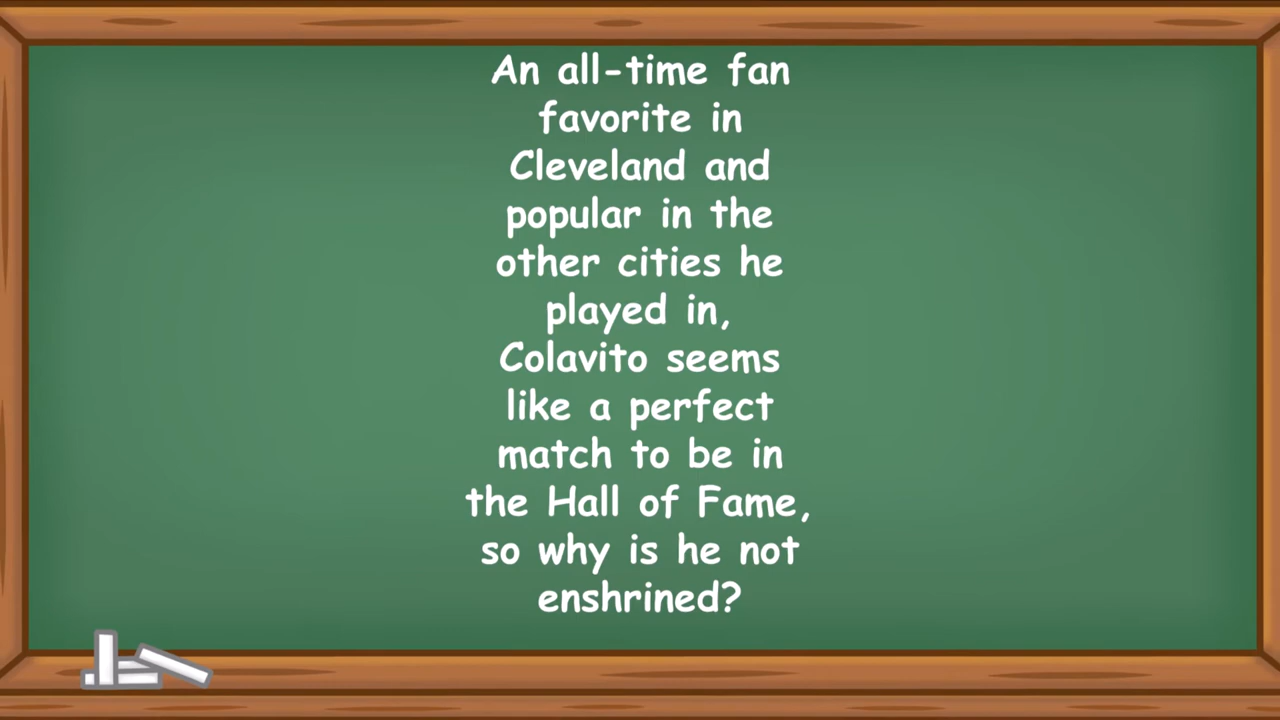 An all-time fan
favorite in
Cleveland and
popular in the
other cities he
played in,
Colavito seems
like a perfect
match to be in
the Hall of Fame,
so why is he not
enshrined?